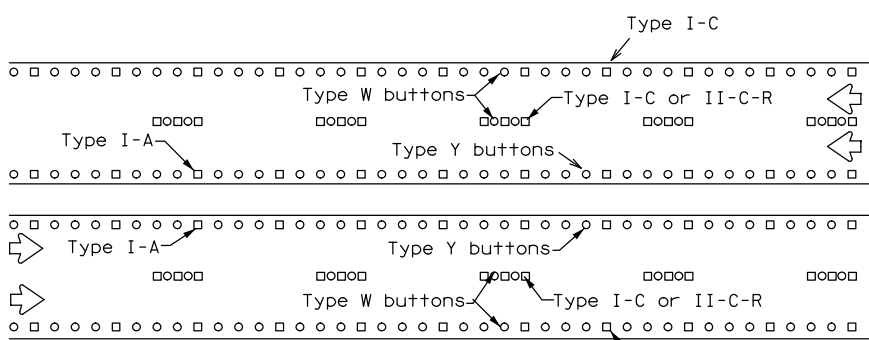 Type I-C
Type W buttons
Type I-C or II-C-R
Type I-A
Type Y buttons
Type I-A
Type Y buttons
Type W buttons
Type I-C or II-C-R